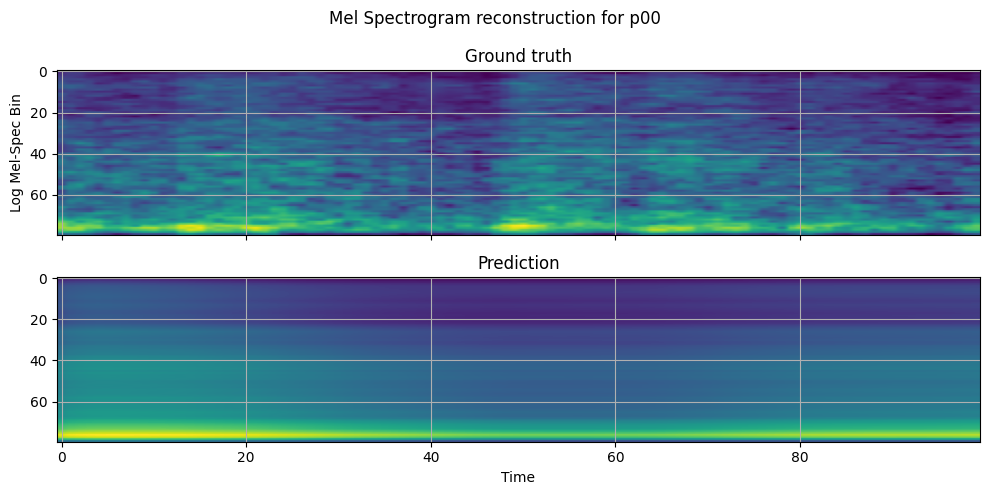 Mel Spectrogram reconstruction for p00
Ground truth
Log Mel-Spec Bin
0
20
40
60
Prediction
0
20
40
60
0 20 40 60 80
Time